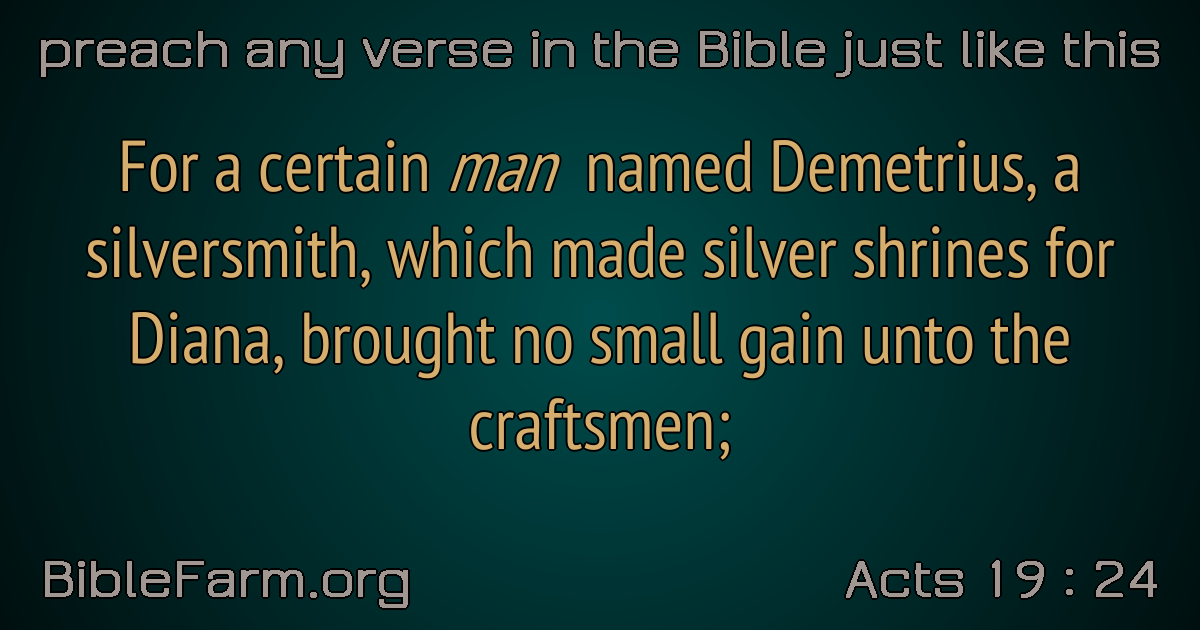 preach any verse in the Bible just like this
For a certain man named Demetrius, a
silversmith, which made silver shrines for
Diana, brought no small gain unto the
craftsmen;
BibleFarm.org
Acts 19 : 24